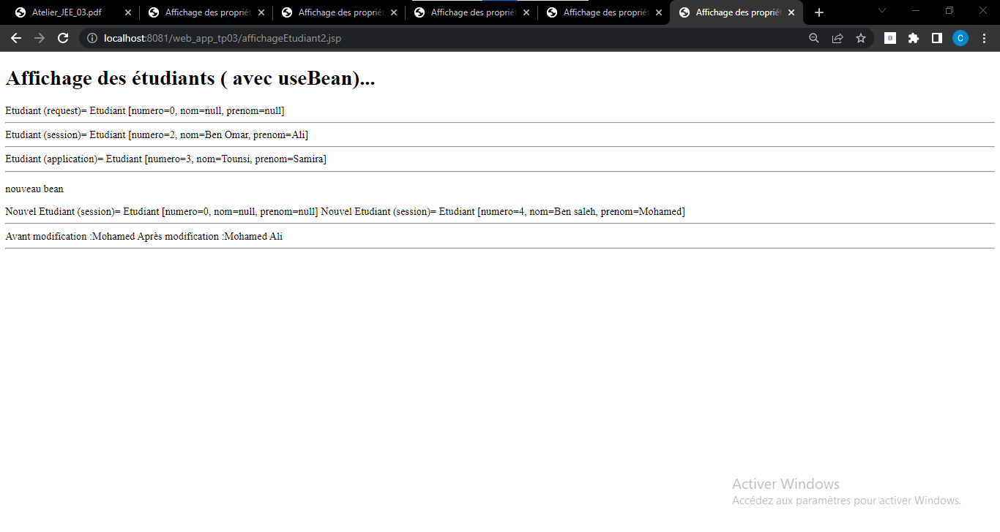 Atelier_JEE_03.pdf
Affichage des propriét
Affichage des propriét
Affichage des propriét
Affichage des propriét
Affichage des propriét
localhost:8081/web_app_tp03/affichageEtudiant2.jsp
B
C
Affichage des étudiants ( avec useBean)...
Etudiant (request)= Etudiant [numero=0, nom=null, prenom=null]
Etudiant (session)= Etudiant [numero=2, nom=Ben Omar, prenom=Ali]
Etudiant (application)= Etudiant [numero=3, nom=Tounsi, prenom=Samira]
nouveau bean
Nouvel Etudiant (session)= Etudiant [numero=0, nom=null, prenom=null] Nouvel Etudiant (session)= Etudiant [numero=4, nom=Ben saleh, prenom=Mohamed]
Avant modification :Mohamed Après modification :Mohamed Ali
Activer Windows
Accédez aux paramètres pour activer Windows.